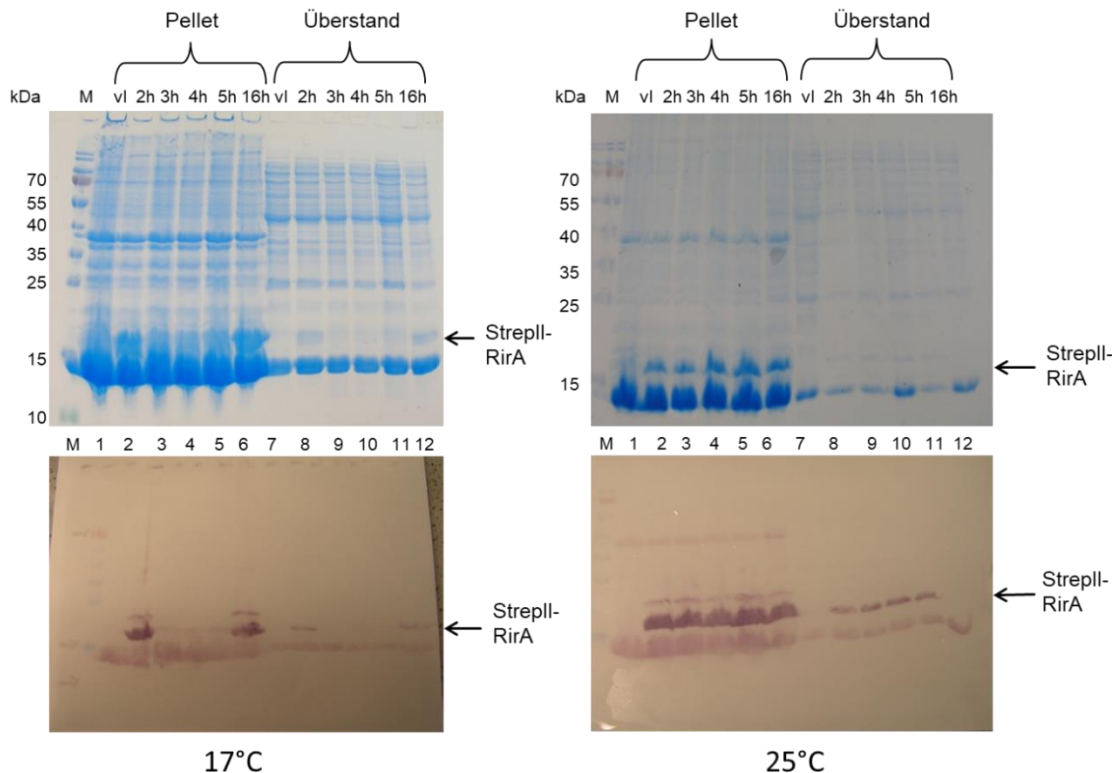 Pellet
Überstand
kDa M vl 2h 3h 4h 5h 16h vl 2h 3h 4h 5h 16h
70
55
40
35
25
15
10
StrepII-
RirA
M 1 2 3 4 5 6 7 8 9 10 11 12
StrepII-
RirA
17°C
Pellet
Überstand
kDa M vl 2h 3h 4h 5h 16h vl 2h 3h 4h 5h 16h
70
55
40
35
25
15
StrepII-
RirA
M 1 2 3 4 5 6 7 8 9 10 11 12
StrepII-
RirA
25°C